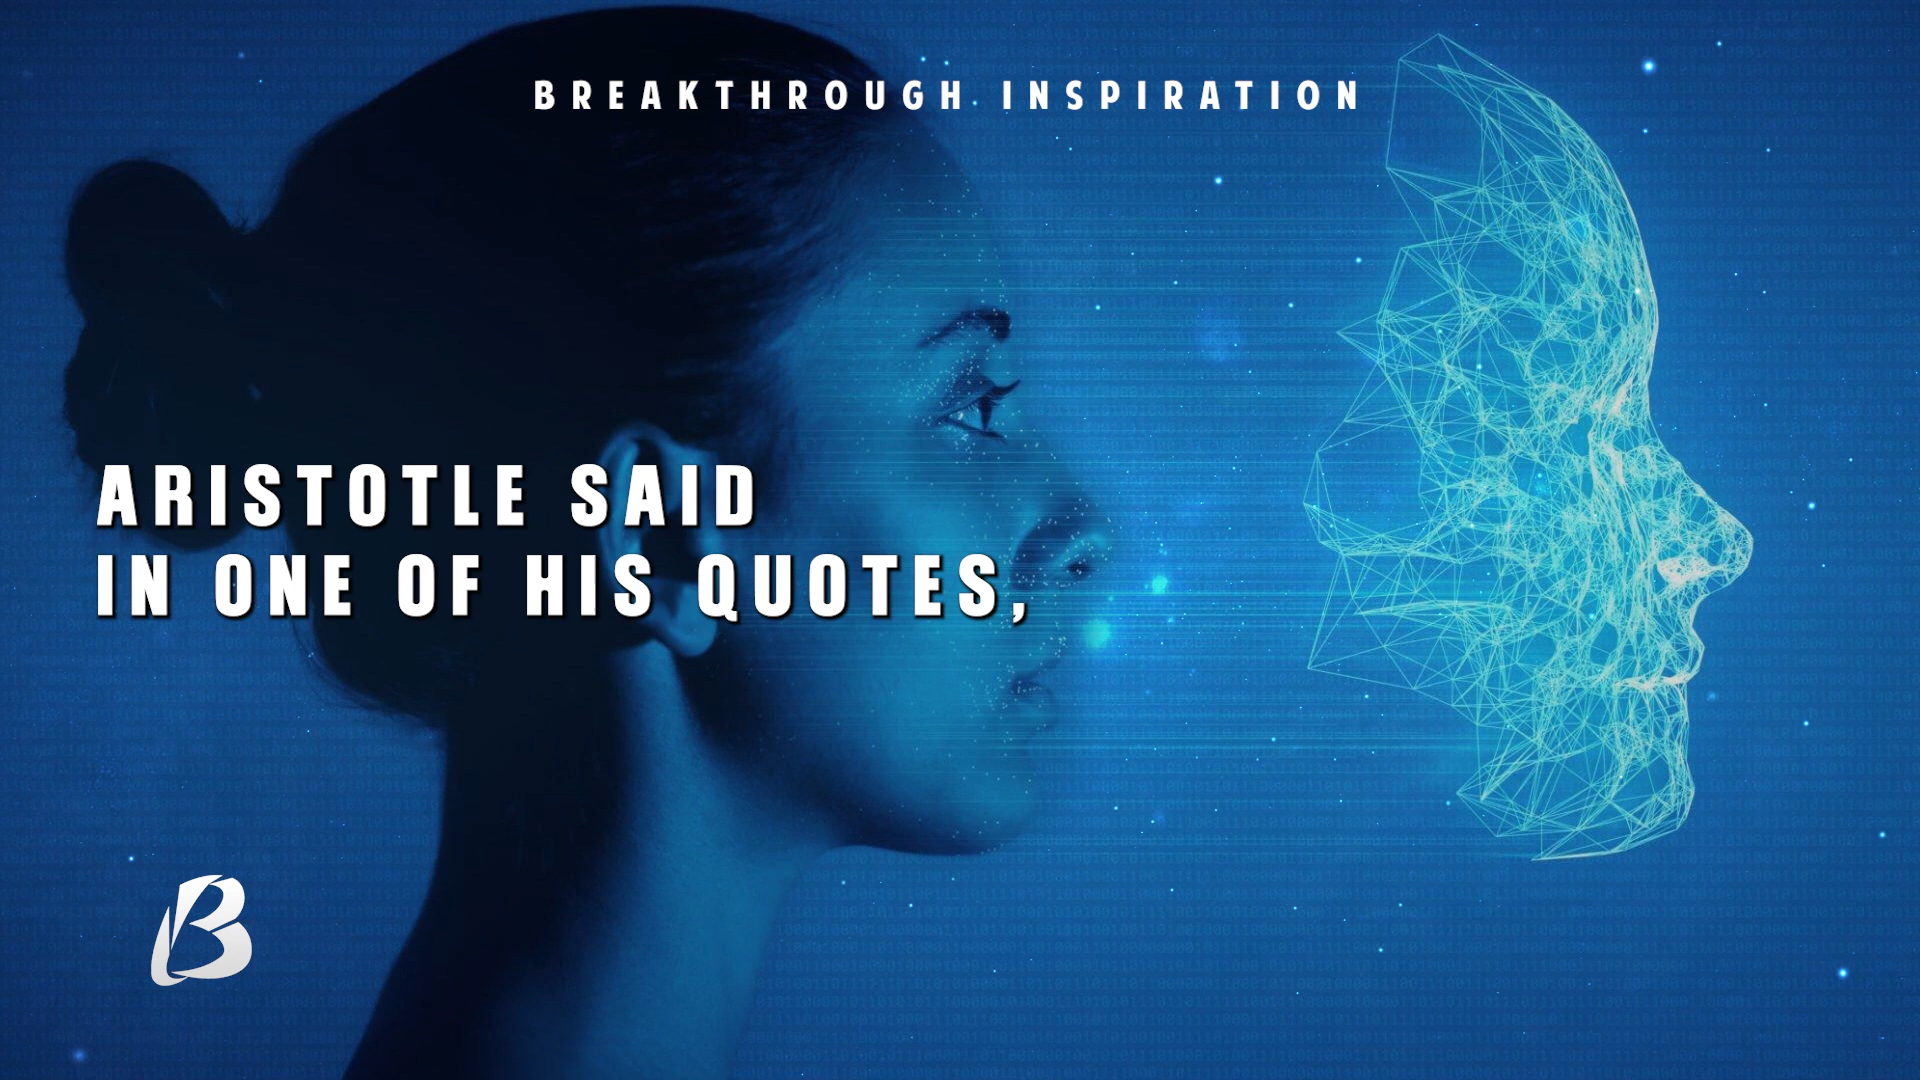 BREAKTHROUGH INSPIRATION
ARISTOTLE SAID
IN ONE OF HIS QUOTES,
B